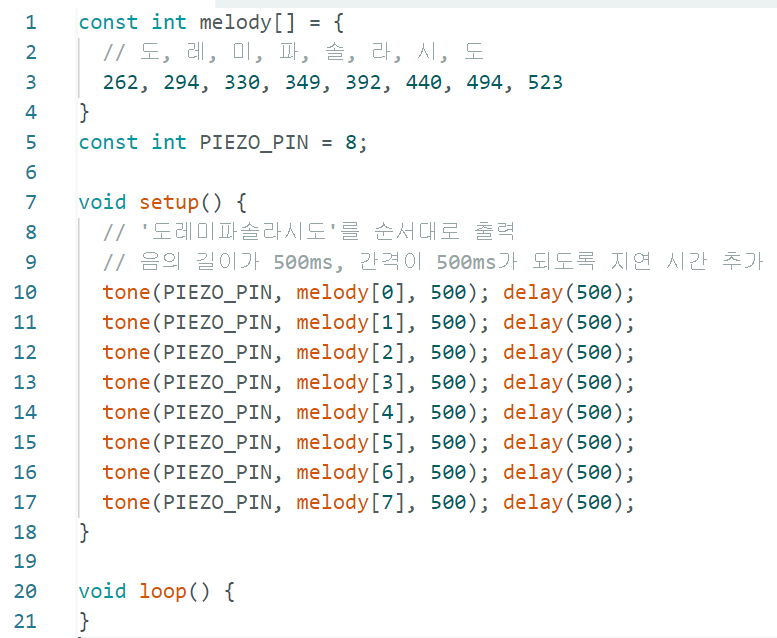 1 const int melody[] = {
2 // 도, 레, 미, 파, 솔, 라, 시, 도
3 262, 294, 330, 349, 392, 440, 494, 523
4 }
5 const int PIEZO_PIN = 8;
6
7 void setup() {
8 // '도레미파솔라시도'를 순서대로 출력
9 // 음의 길이가 500ms, 간격이 500ms가 되도록 지연 시간 추가
10 tone(PIEZO_PIN, melody[0], 500); delay(500);
11 tone(PIEZO_PIN, melody[1], 500); delay(500);
12 tone(PIEZO_PIN, melody[2], 500); delay(500);
13 tone(PIEZO_PIN, melody[3], 500); delay(500);
14 tone(PIEZO_PIN, melody[4], 500); delay(500);
15 tone(PIEZO_PIN, melody[5], 500); delay(500);
16 tone(PIEZO_PIN, melody[6], 500); delay(500);
17 tone(PIEZO_PIN, melody[7], 500); delay(500);
18 }
19
20 void loop() {
21 }